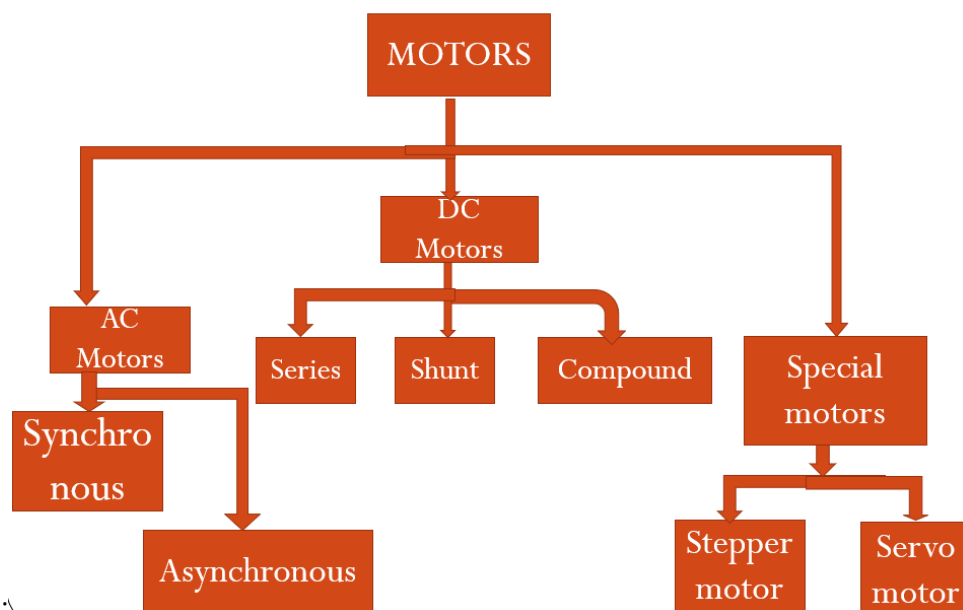 MOTORS
DC
Motors
AC
Motors
Series
Shunt
Compound
Special
motors
Synchro
nous
Asynchronous
Stepper
motor
Servo
motor